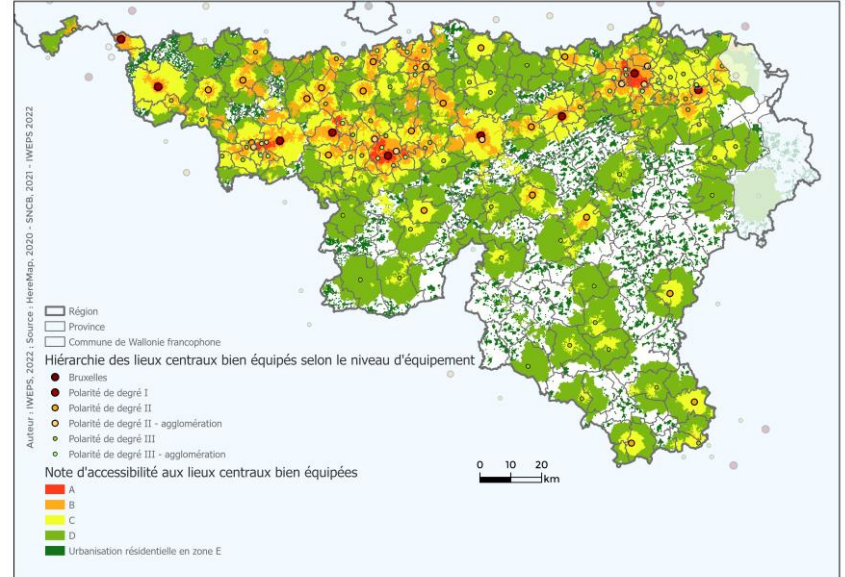 Auteur : IWEPS, 2022 ; Source : HereMap, 2020 - SNCB, 2021 - IWEPS 2022
Région
Province
Commune de Wallonie francophone
Hiérarchie des lieux centraux bien équipés selon le niveau d'équipement
Bruxelles
Polarité de degré I
Polarité de degré II
Polarité de degré II - agglomération
Polarité de degré III
Polarité de degré III - agglomération
Note d'accessibilité aux lieux centraux bien équipées
A
B
C
D
Urbanisation résidentielle en zone E
0 10 20
km